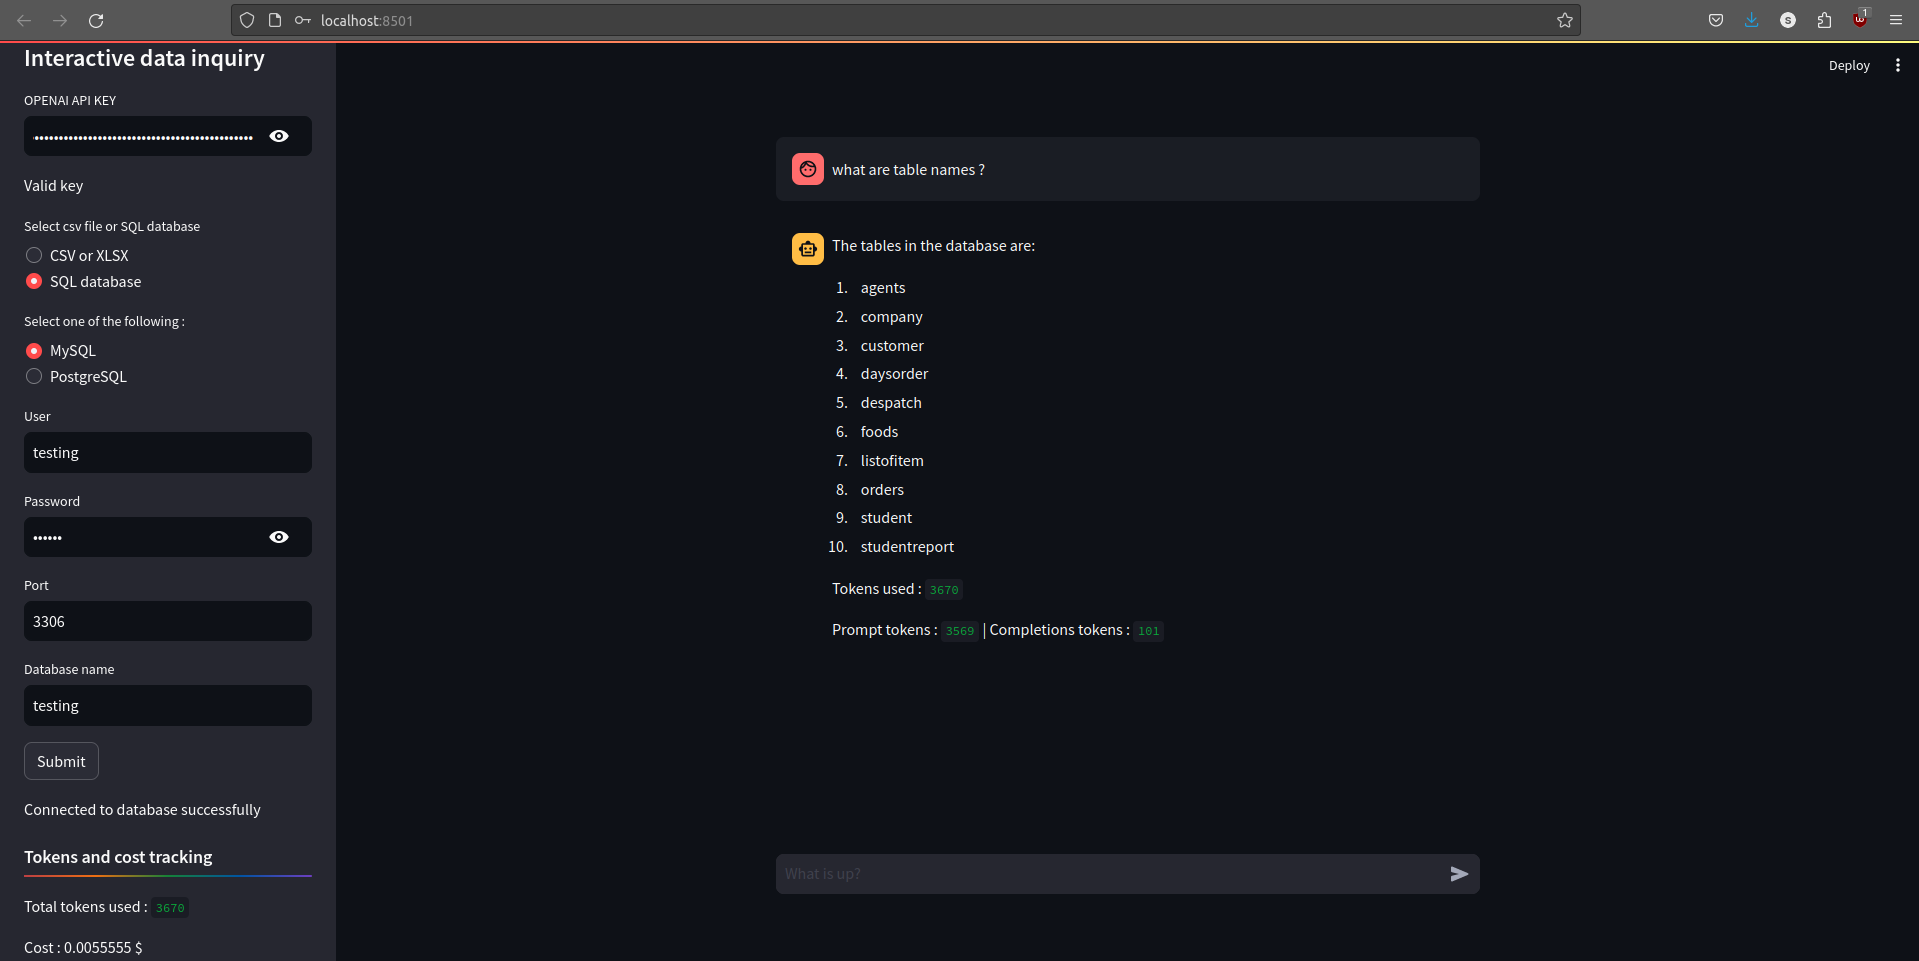 localhost:8501
S
1
Interactive data inquiry
OPENAI API KEY
••••••••••••••••••••••••••••••••••••••••••••
Valid key
Select csv file or SQL database
CSV or XLSX
SQL database
Select one of the following :
MySQL
PostgreSQL
User
testing
Password
••••••
Port
3306
Database name
testing
Submit
Connected to database successfully
Tokens and cost tracking
Total tokens used : 3670
Cost : 0.0055555 $
Deploy
what are table names ?
The tables in the database are:
1. agents
2. company
3. customer
4. daysorder
5. despatch
6. foods
7. listofitem
8. orders
9. student
10. studentreport
Tokens used : 3670
Prompt tokens : 3569 | Completions tokens : 101
What is up?